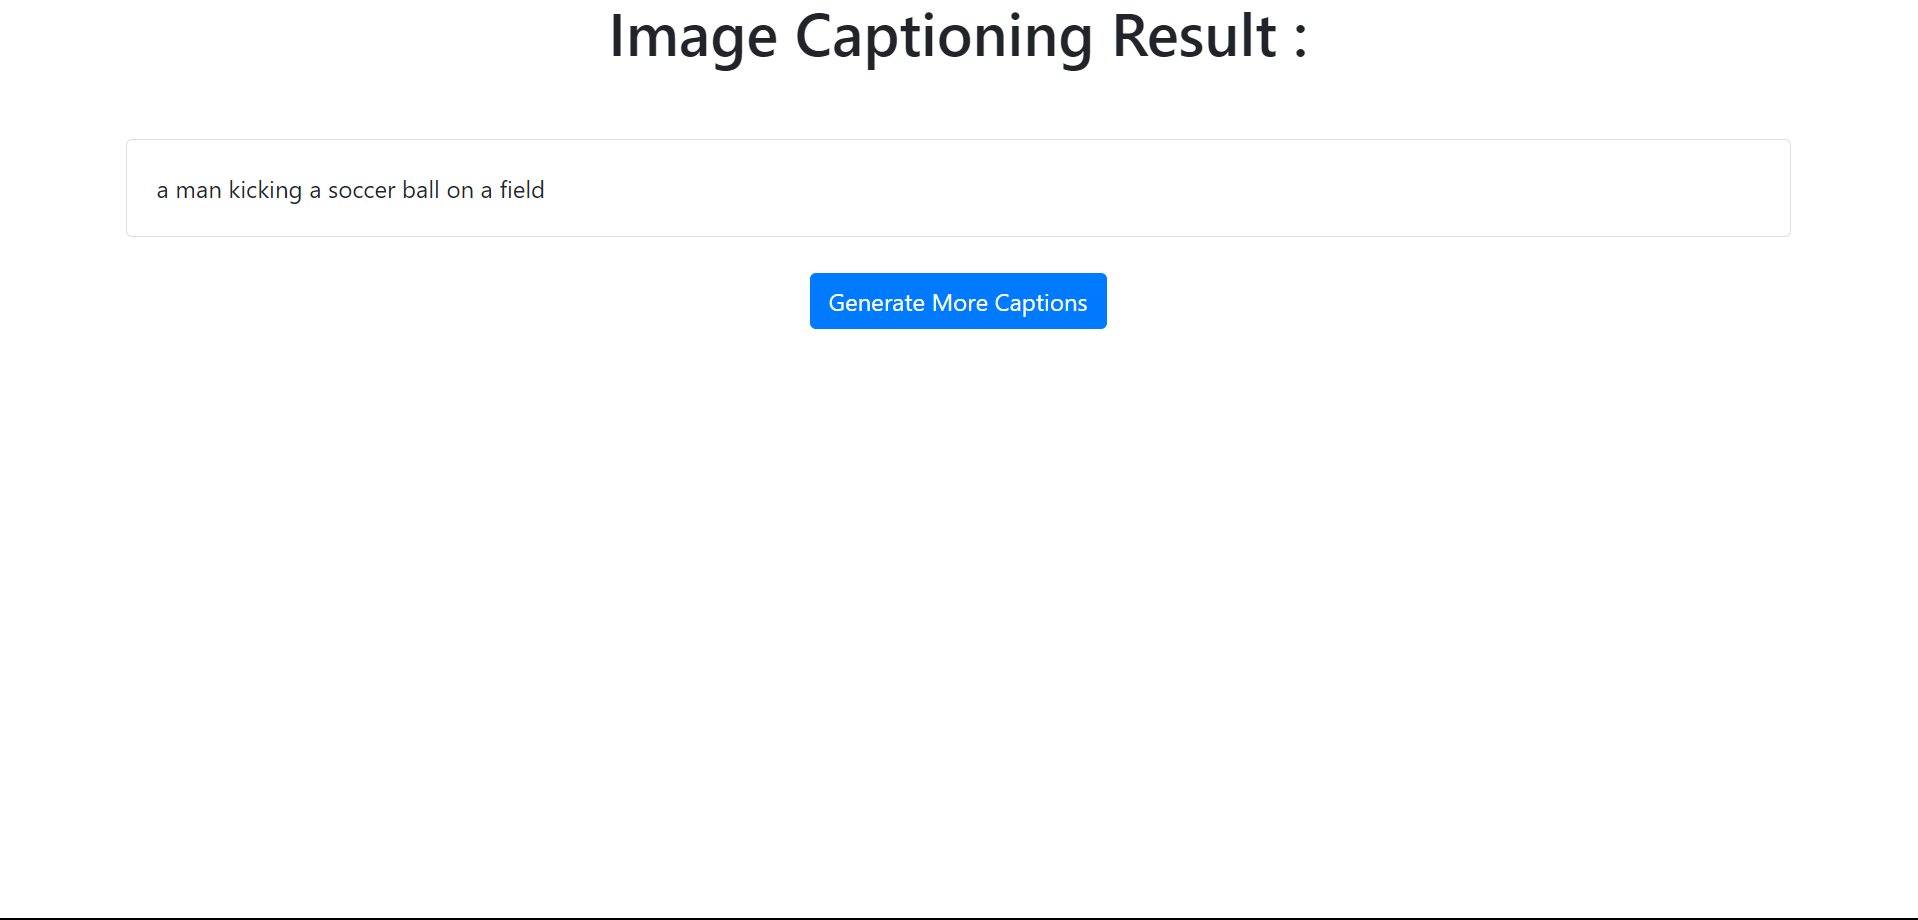 Image Captioning Result :
a man kicking a soccer ball on a field
Generate More Captions